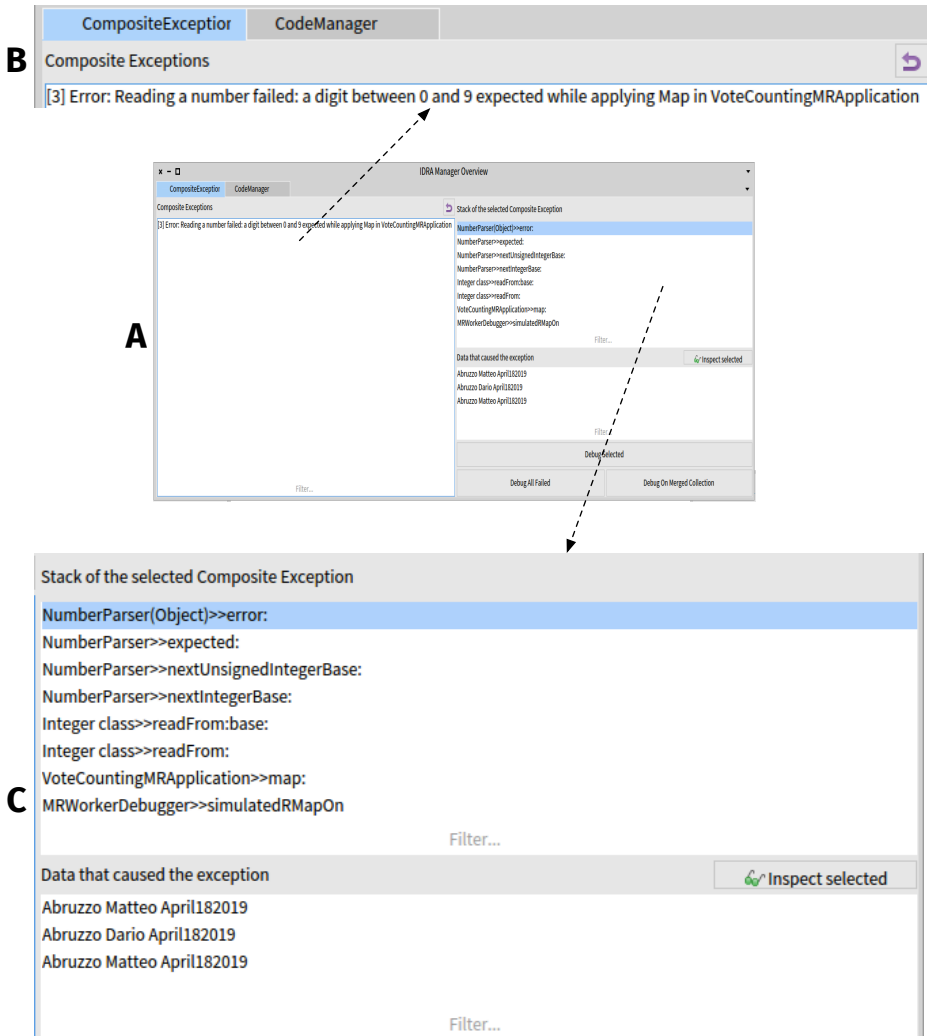 CompositeExceptior CodeManager
B
Composite Exceptions
[3] Error: Reading a number failed: a digit between 0 and 9 expected while applying Map in VoteCountingMRApplication
IDRA Manager Overview
CompositeExceptior CodeManager
Composite Exceptions
[3] Error: Reading a number failed: a digit between 0 and 9 expected while applying Map in VoteCountingMRApplication
Filter...
Stack of the selected Composite Exception
NumberParser(Object)>>error:
NumberParser>>expected:
NumberParser>>nextUnsignedIntegerBase:
NumberParser>>nextIntegerBase:
Integer class>>readFrom:base:
Integer class>>readFrom:
VoteCountingMRApplication>>map:
MRWorkerDebugger>>simulatedRMapOn
Filter...
Data that caused the exception Inspect selected
Abruzzo Matteo April182019
Abruzzo Dario April182019
Abruzzo Matteo April182019
Filter...
Debug Selected
Debug All Failed Debug On Merged Collection
A
Stack of the selected Composite Exception
NumberParser(Object)>>error:
NumberParser>>expected:
NumberParser>>nextUnsignedIntegerBase:
NumberParser>>nextIntegerBase:
Integer class>>readFrom:base:
Integer class>>readFrom:
VoteCountingMRApplication>>map:
MRWorkerDebugger>>simulatedRMapOn
C
Filter...
Data that caused the exception Inspect selected
Abruzzo Matteo April182019
Abruzzo Dario April182019
Abruzzo Matteo April182019
Filter...